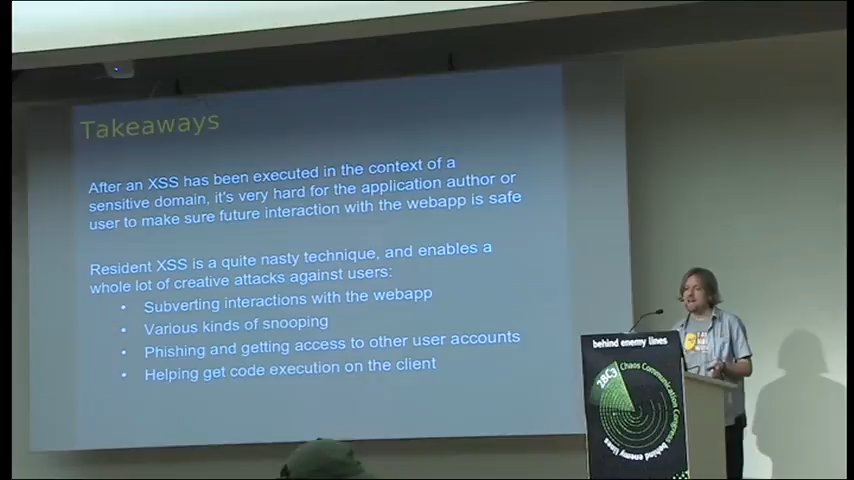 Takeaways
After an XSS has been executed in the context of a
sensitive domain, it's very hard for the application author or
user to make sure future interaction with the webapp is safe
Resident XSS is a quite nasty technique, and enables a
whole lot of creative attacks against users:
• Subverting interactions with the webapp
• Various kinds of snooping
• Phishing and getting access to other user accounts
• Helping get code execution on the client
behind enemy lines
28C3
Chaos Communication Congress
behind enemy lines